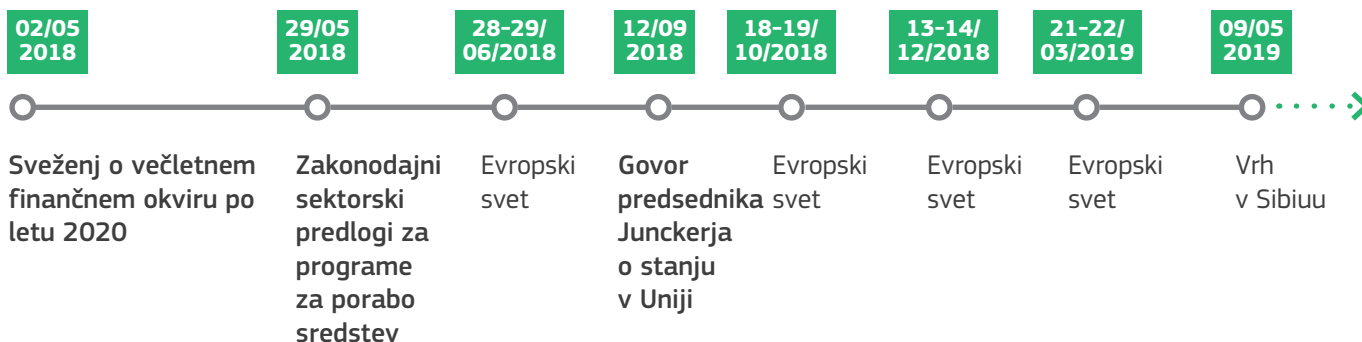 02/05
2018
29/05
2018
28-29/
06/2018
12/09
2018
18-19/
10/2018
13-14/
12/2018
21-22/
03/2019
09/05
2019
Sveženj o večletnem
finančnem okviru po
letu 2020
Zakonodajni
sektorski
predlogi za
programe
za porabo
sredstev
Evropski
svet
Govor
predsednika
Junckerja
o stanju
v Uniji
Evropski
svet
Evropski
svet
Evropski
svet
Vrh
v Sibiuu